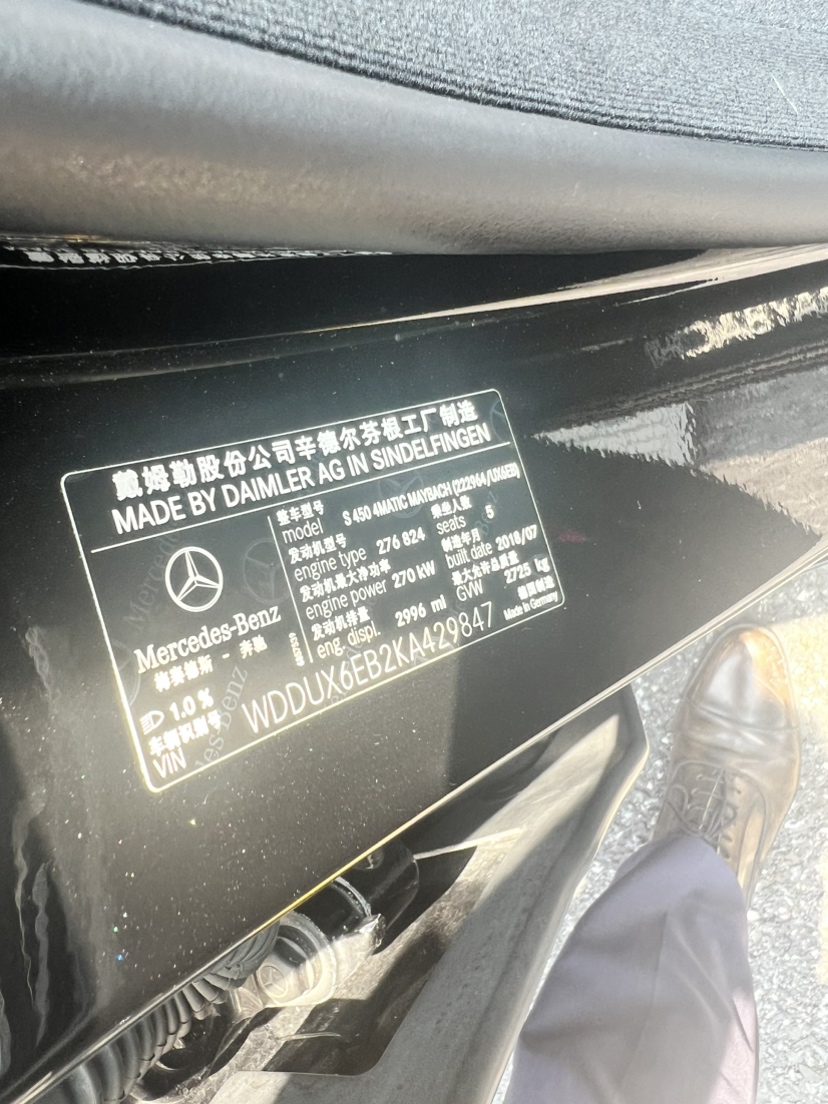 戴姆勒股份公司辛德尔芬根工厂制造
MADE BY DAIMLER AG IN SINDELFINGEN
Mercedes-Benz
梅赛德斯 - 奔驰
1.0 %
整车型号
model S 450 4MATIC MAYBACH (222964/UX6EB)
发动机型号
engine type 276 824
发动机最大净功率
engine power 270 kW
发动机排量
eng. displ. 2996 ml
乘坐人数
seats 5
制造年月
built date 2018/07
最大允许总质量
GVW 2725 kg
德国制造
Made in Germany
车辆识别号
VIN WDDUX6EB2KA429847